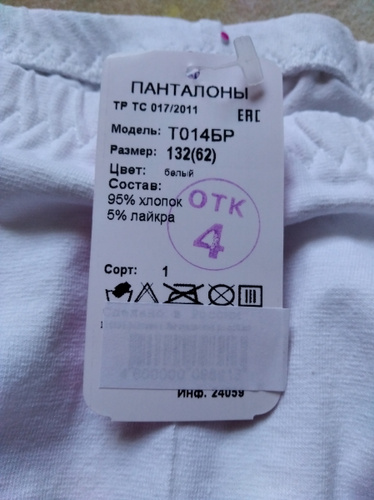 ПАНТАЛОНЫ
ТР ТС 017/2011
EAC
Модель: Т014БР
Размер: 132(62)
Цвет: белый
Состав:
95% хлопок
5% лайкра
ОТК
4
Сорт: 1
Сделано в
Инф. 24059